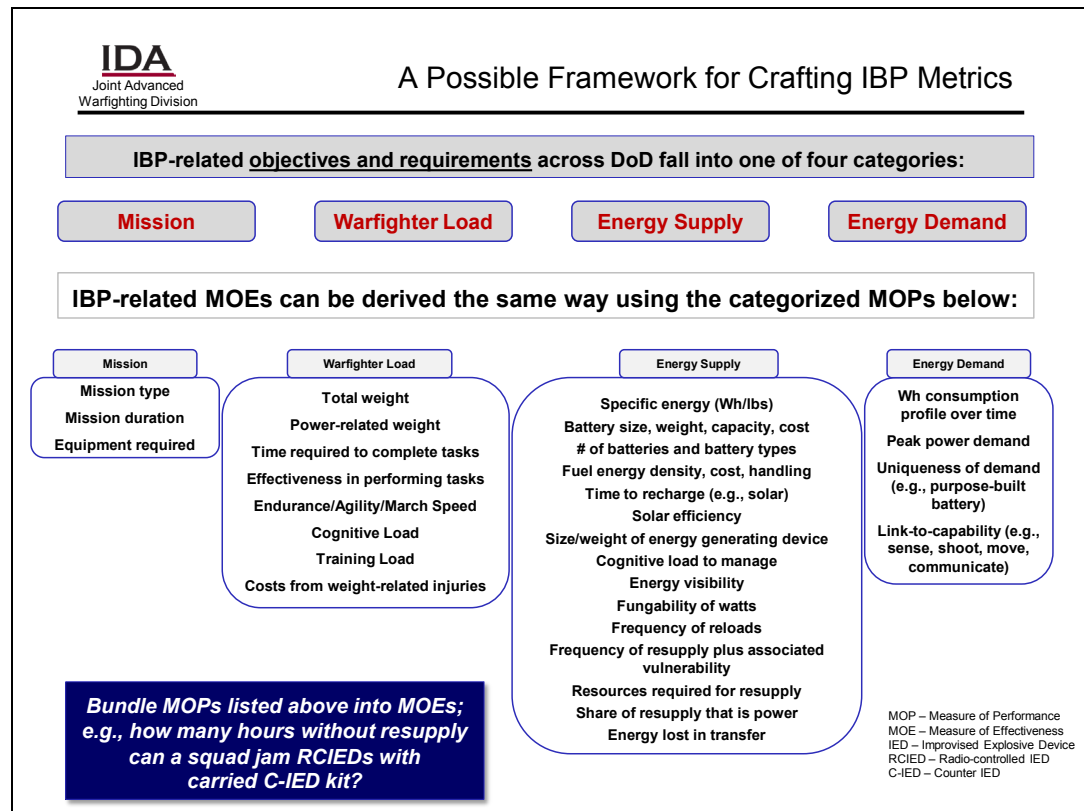 IDA
Joint Advanced
Warfighting Division
A Possible Framework for Crafting IBP Metrics
IBP-related objectives and requirements across DoD fall into one of four categories:
Mission
Warfighter Load
Energy Supply
Energy Demand
IBP-related MOEs can be derived the same way using the categorized MOPs below:
Mission
Mission type
Mission duration
Equipment required
Warfighter Load
Total weight
Power-related weight
Time required to complete tasks
Effectiveness in performing tasks
Endurance/Agility/March Speed
Cognitive Load
Training Load
Costs from weight-related injuries
Energy Supply
Specific energy (Wh/lbs)
Battery size, weight, capacity, cost
# of batteries and battery types
Fuel energy density, cost, handling
Time to recharge (e.g., solar)
Solar efficiency
Size/weight of energy generating device
Cognitive load to manage
Energy visibility
Fungability of watts
Frequency of reloads
Frequency of resupply plus associated
vulnerability
Resources required for resupply
Share of resupply that is power
Energy lost in transfer
Energy Demand
Wh consumption
profile over time
Peak power demand
Uniqueness of demand
(e.g., purpose-built
battery)
Link-to-capability (e.g.,
sense, shoot, move,
communicate)
Bundle MOPs listed above into MOEs;
e.g., how many hours without resupply
can a squad jam RCIEDs with
carried C-IED kit?
MOP – Measure of Performance
MOE – Measure of Effectiveness
IED – Improvised Explosive Device
RCIED – Radio-controlled IED
C-IED – Counter IED